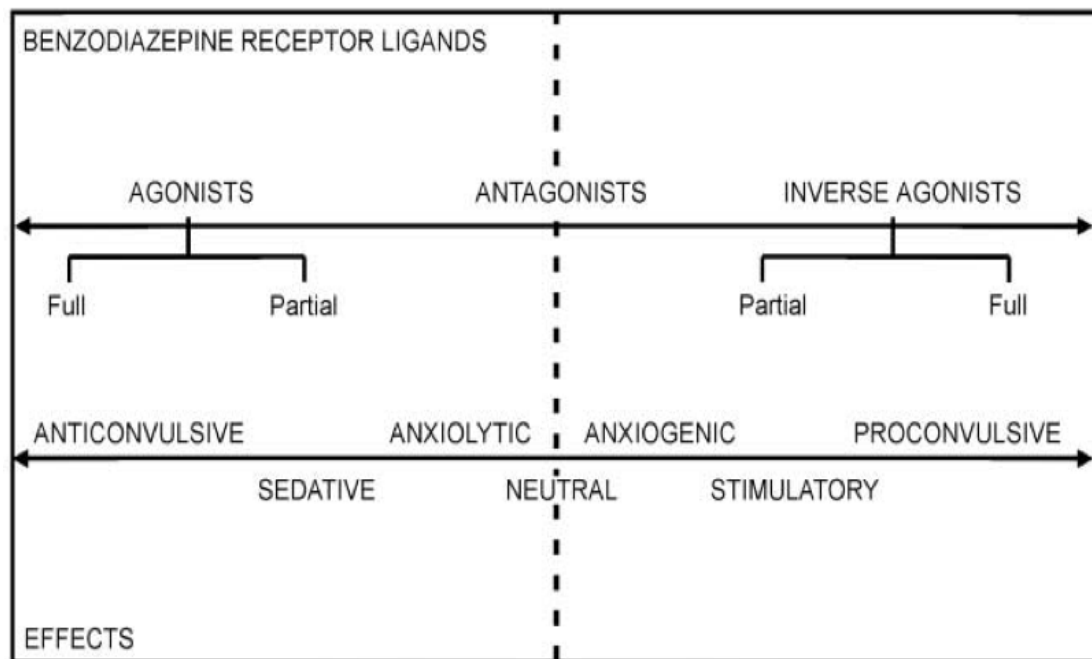 BENZODIAZEPINE RECEPTOR LIGANDS
AGONISTS ANTAGONISTS INVERSE AGONISTS
Full Partial Partial Full
ANTICONVULSIVE ANXIOLYTIC ANXIOGENIC PROCONVULSIVE
SEDATIVE NEUTRAL STIMULATORY
EFFECTS